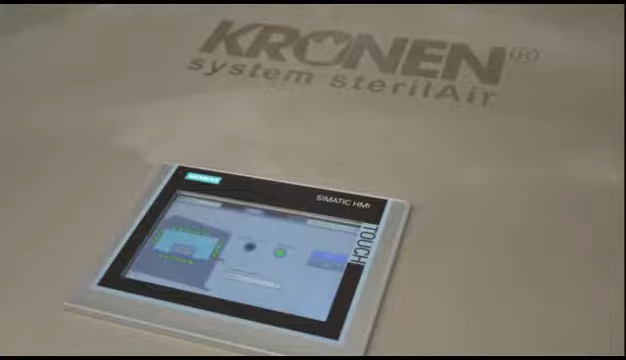 KRONEN®
system sterilAir
SIEMENS
SIMATIC HMI
TOUCH